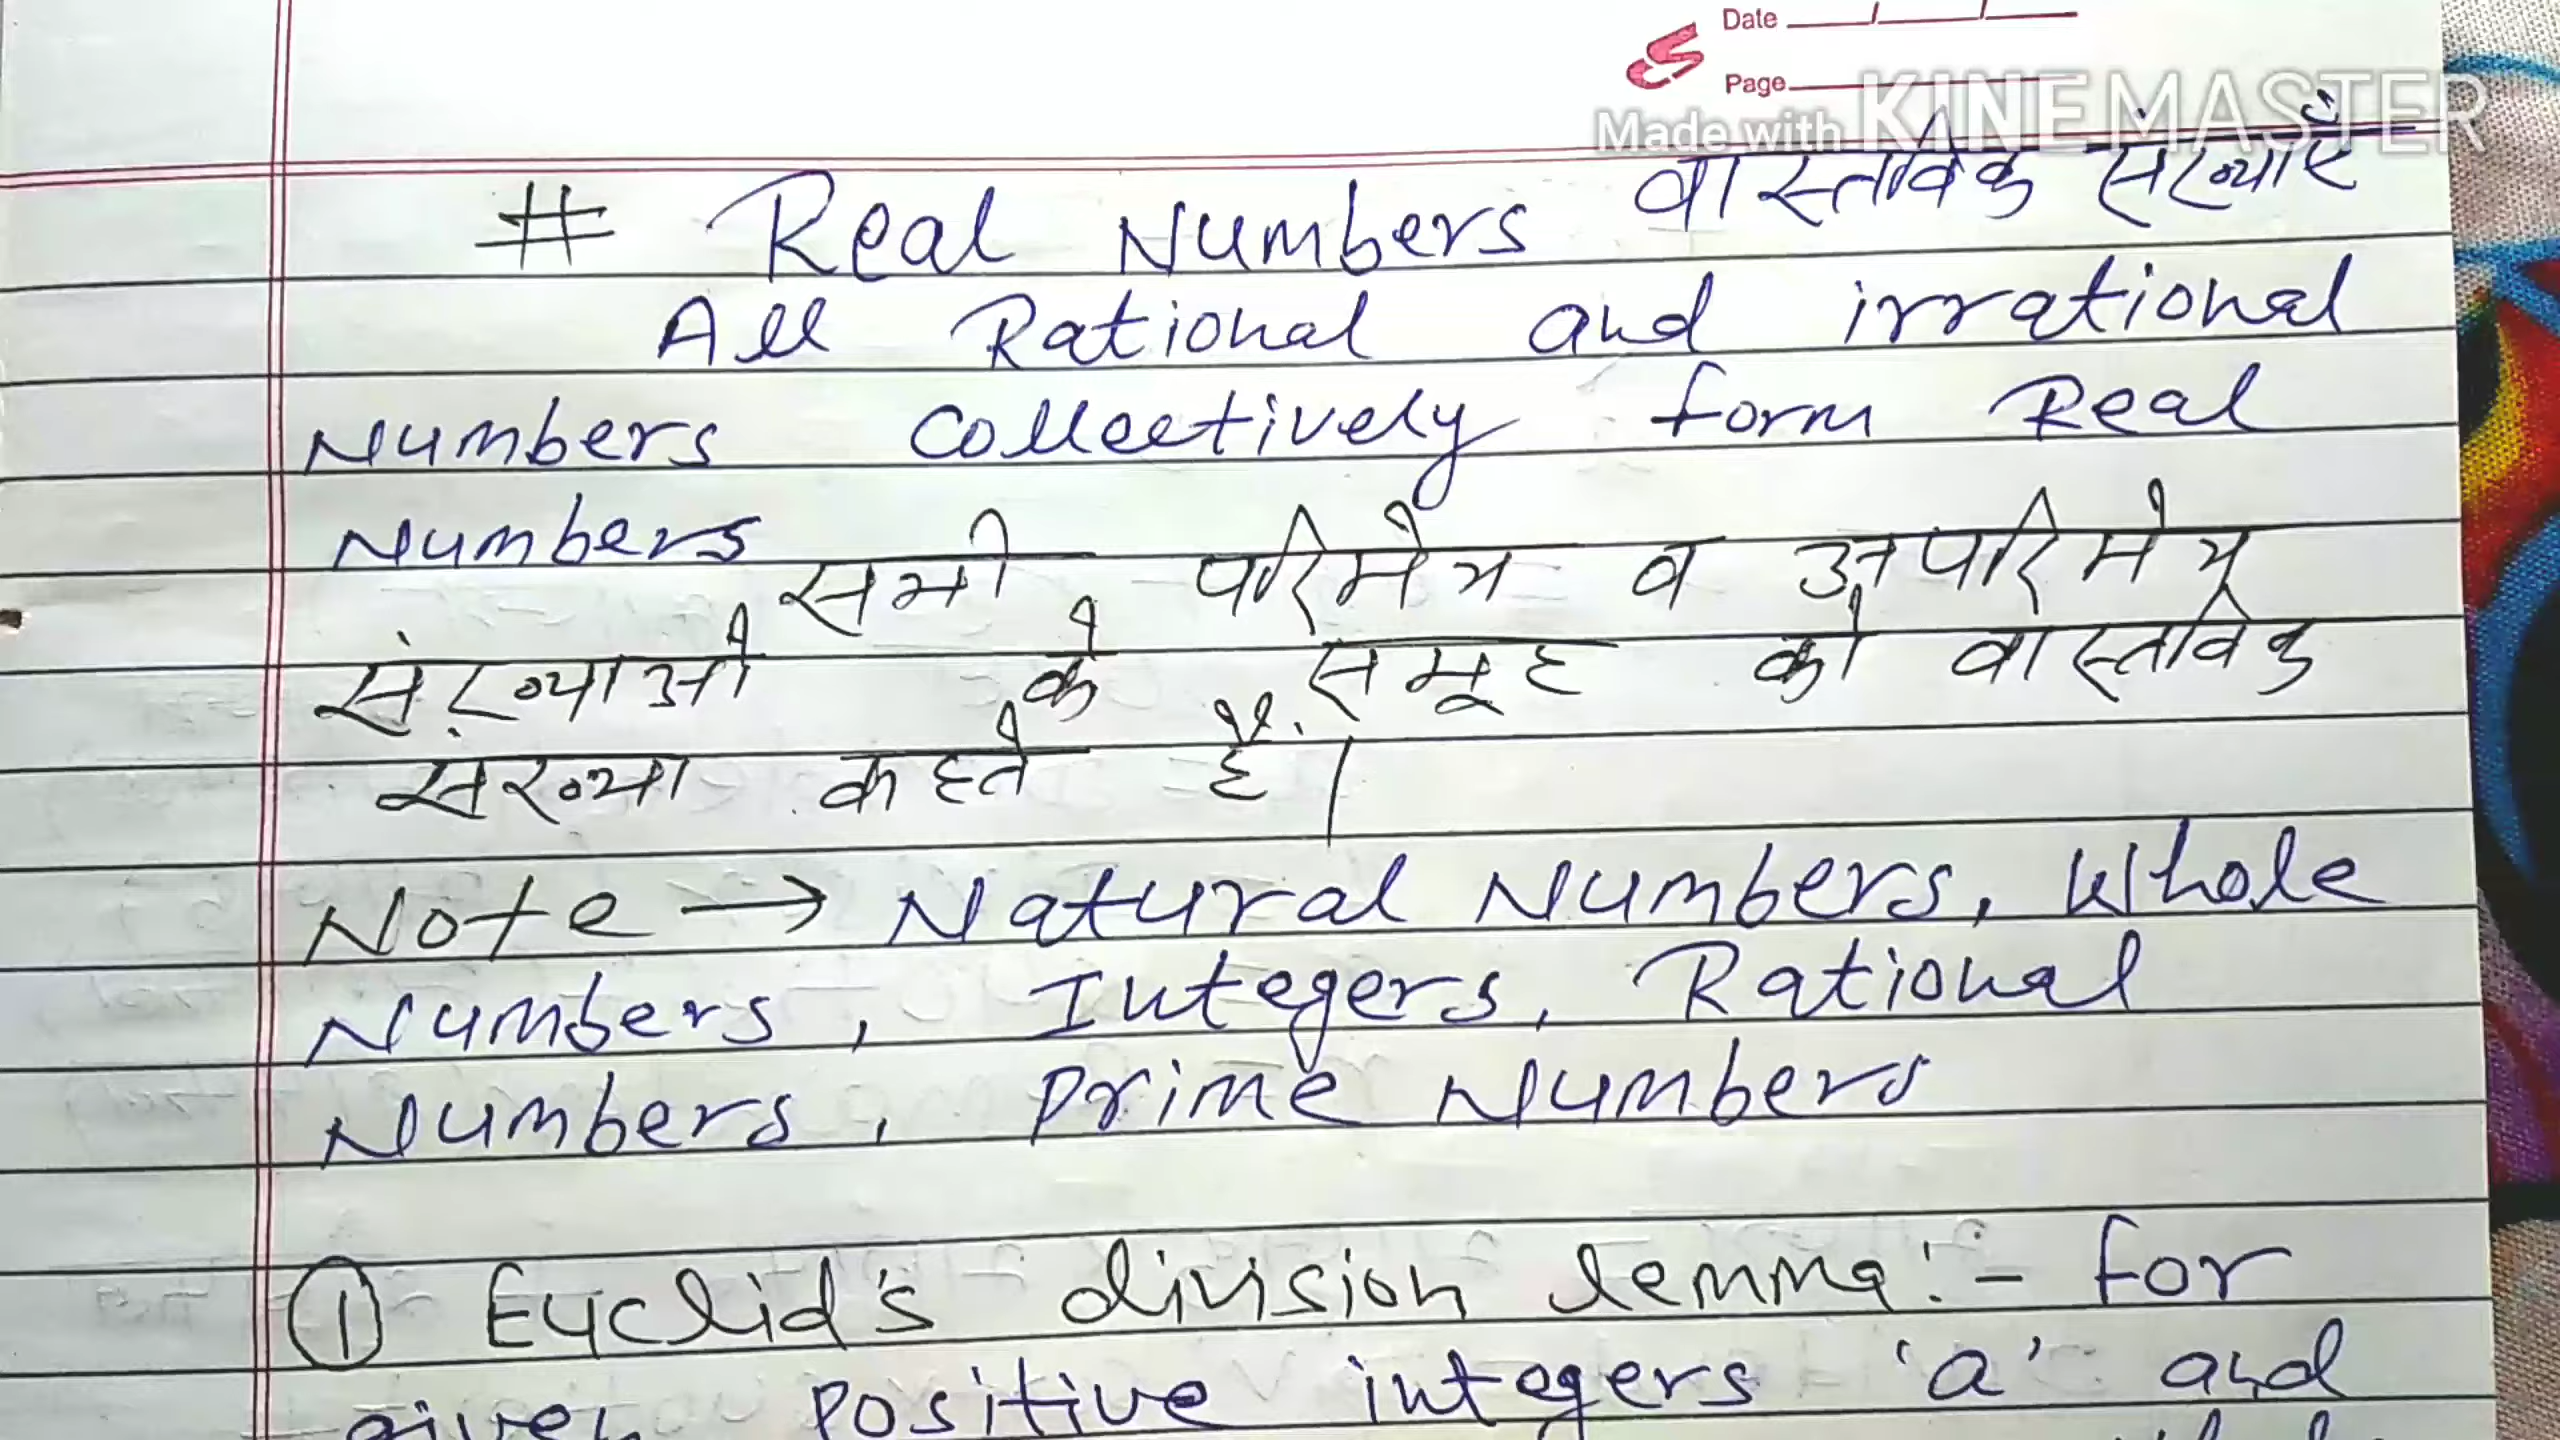 Date
Page
Made with KINEMASTER
# Real Numbers वास्तविक संख्याएँ
All Rational and irrational
Numbers collectively form Real
Numbers
सभी परिमेय व अपरिमेय
संख्याओ के समूह को वास्तविक
संख्या कहते हैं।
Note → Natural Numbers, Whole
Numbers, Integers, Rational
Numbers, Prime Numbers
① Euclid's division lemma:- For
given positive integers 'a' and